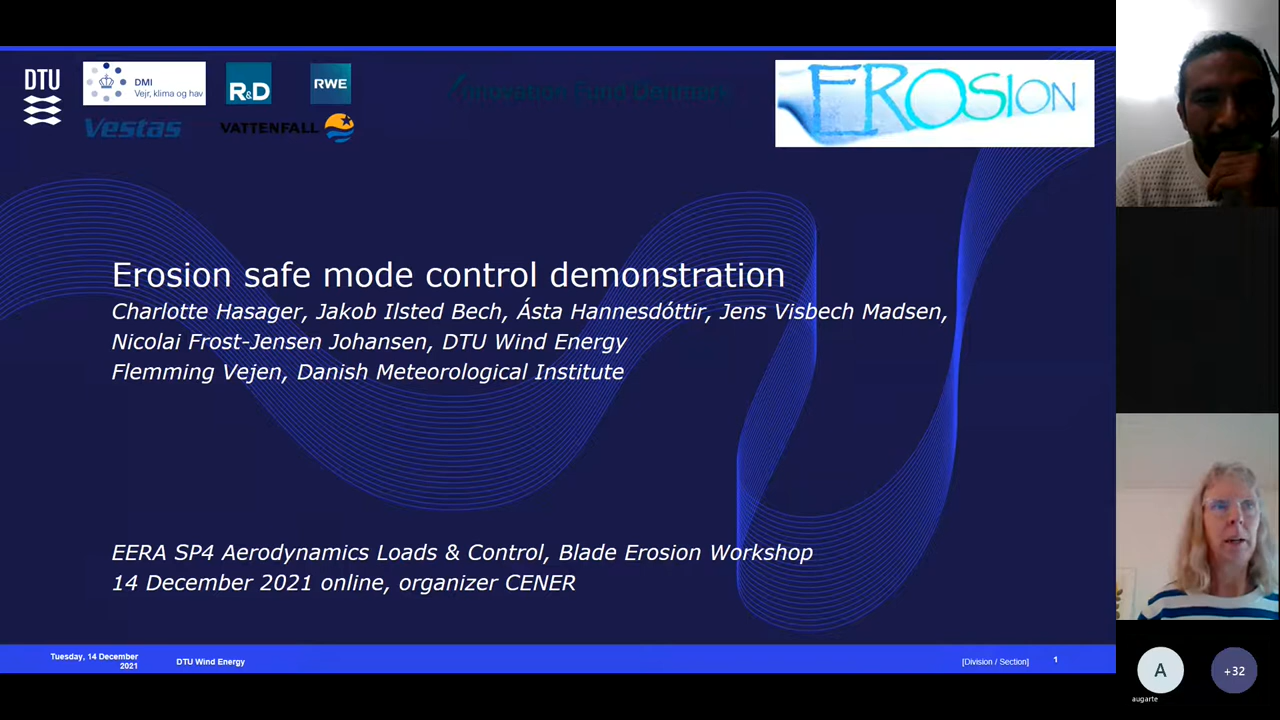 DTU
DMI
Vejr, klima og hav
R&D
RWE
Innovation Fund Denmark
EROSION
Vestas
VATTENFALL
Erosion safe mode control demonstration
Charlotte Hasager, Jakob Ilsted Bech, Ásta Hannesdóttir, Jens Visbech Madsen,
Nicolai Frost-Jensen Johansen, DTU Wind Energy
Flemming Vejen, Danish Meteorological Institute
EERA SP4 Aerodynamics Loads & Control, Blade Erosion Workshop
14 December 2021 online, organizer CENER
Tuesday, 14 December
2021
DTU Wind Energy
[Division / Section]
1
A
+32
augarte